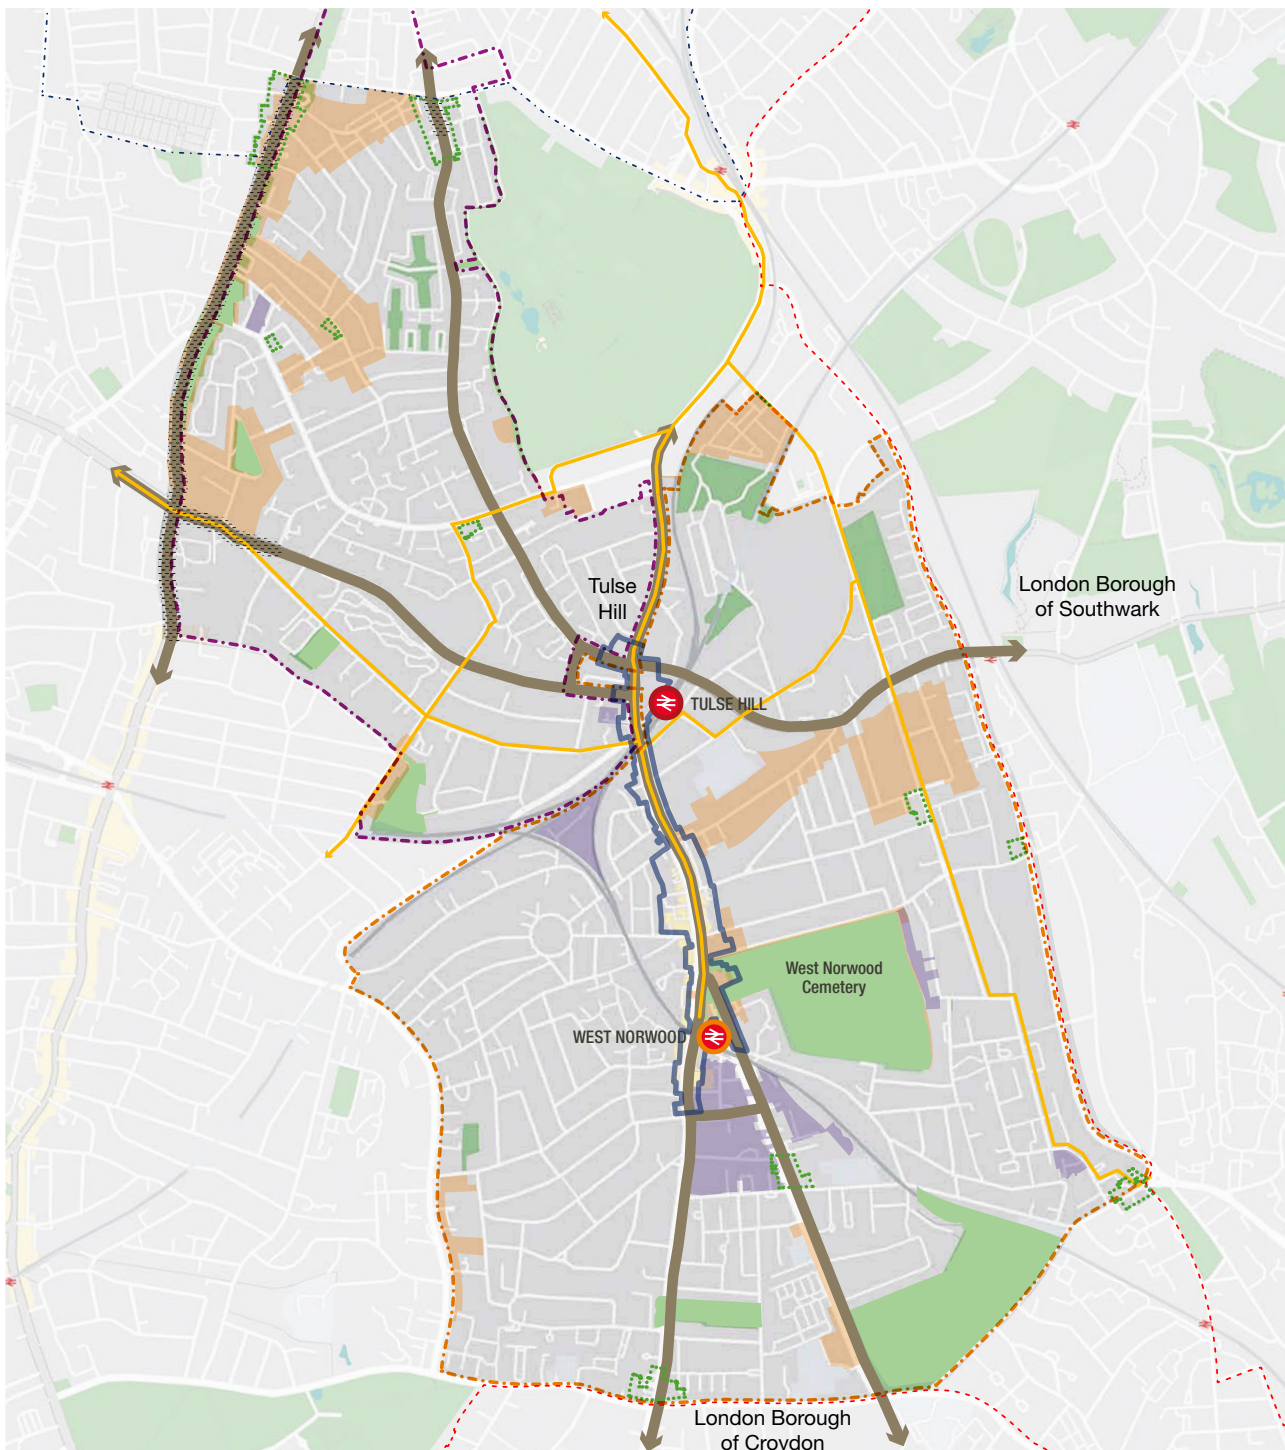 Tulse
Hill
London Borough
of Southwark
TULSE HILL
West Norwood
Cemetery
WEST NORWOOD
London Borough
of Croydon